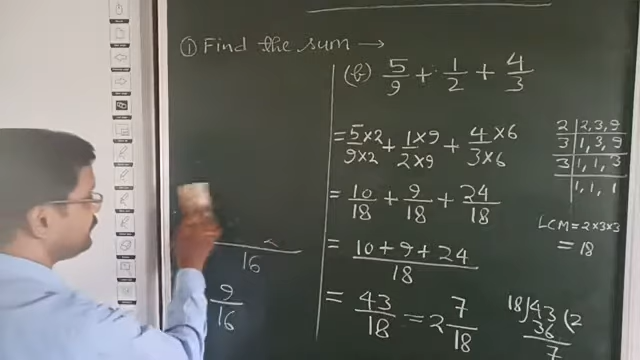 ① Find the sum →
(b) 5/9 + 1/2 + 4/3
= 5×2/9×2 + 1×9/2×9 + 4×6/3×6
= 10/18 + 9/18 + 24/18
= 10+9+24/18
= 43/18 = 2 7/18
16
9/16
2 | 2, 3, 9
3 | 1, 3, 9
3 | 1, 1, 3
1, 1, 1
LCM = 2×3×3
= 18
18)43(2
36
7